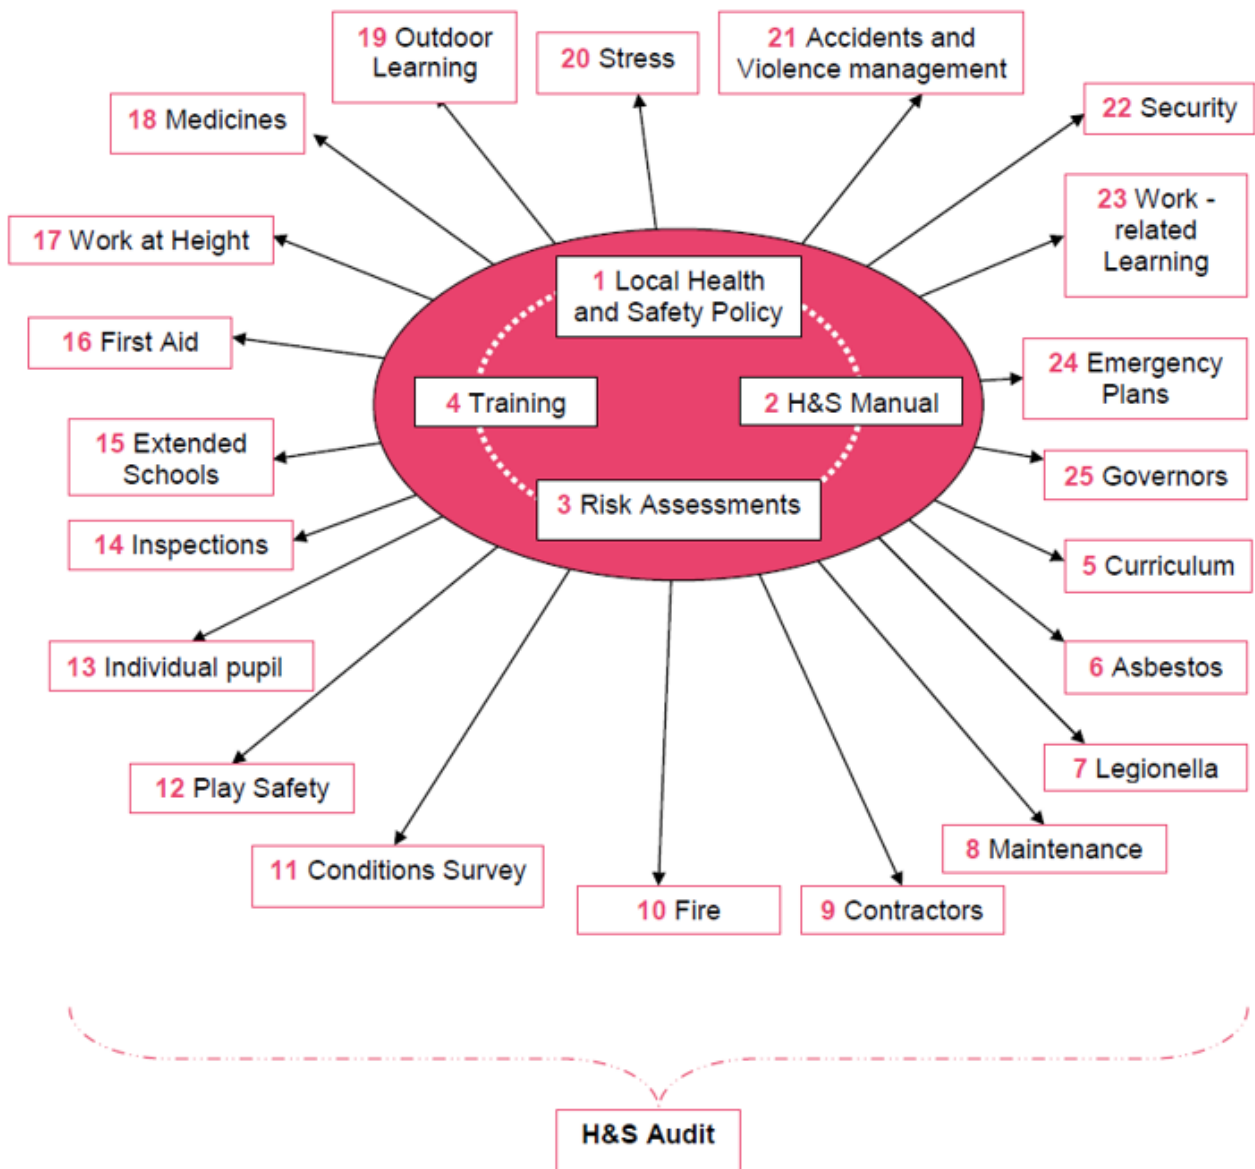 19 Outdoor
Learning
20 Stress
21 Accidents and
Violence management
18 Medicines
22 Security
17 Work at Height
23 Work -
related
Learning
1 Local Health
and Safety Policy
16 First Aid
24 Emergency
Plans
4 Training
2 H&S Manual
15 Extended
Schools
25 Governors
3 Risk Assessments
14 Inspections
5 Curriculum
13 Individual pupil
6 Asbestos
12 Play Safety
7 Legionella
11 Conditions Survey
8 Maintenance
10 Fire
9 Contractors
H&S Audit